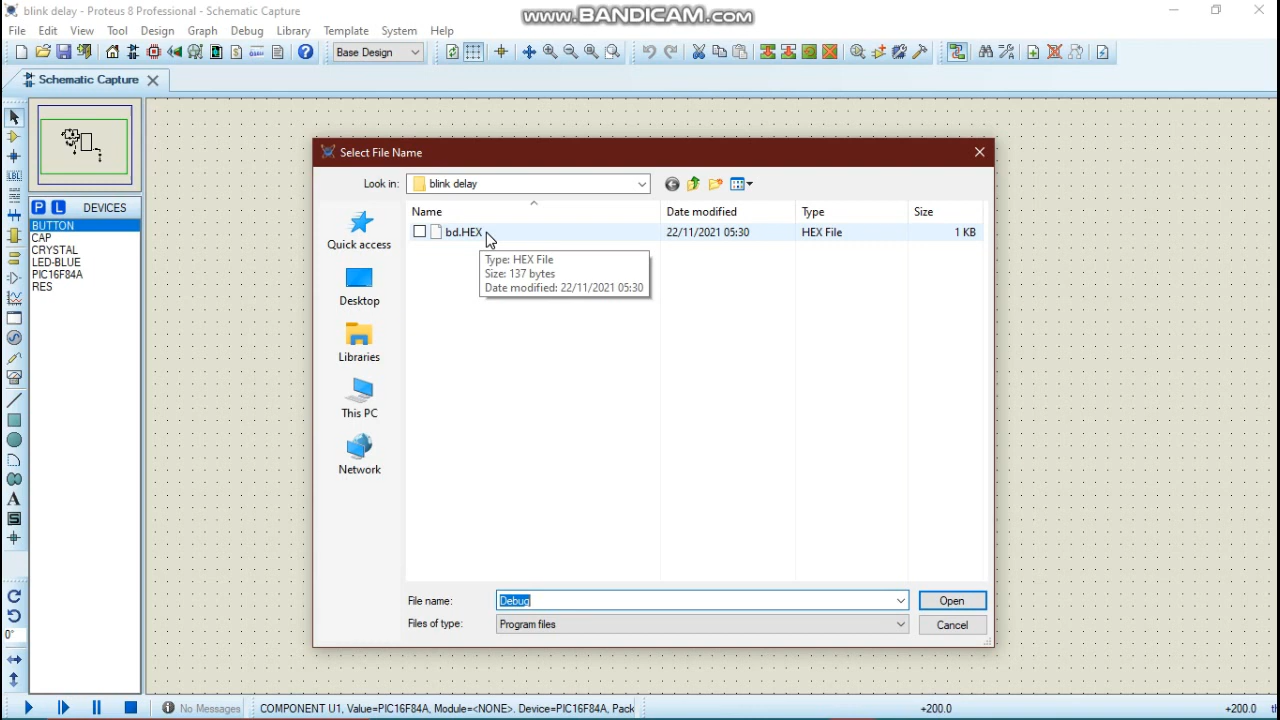 blink delay - Proteus 8 Professional - Schematic Capture
www.BANDICAM.com
File Edit View Tool Design Graph Debug Library Template System Help
Base Design
Schematic Capture
P L DEVICES
BUTTON
CAP
CRYSTAL
LED-BLUE
PIC16F84A
RES
LBL
A
0°
Select File Name
Look in: blink delay
Quick access
Desktop
Libraries
This PC
Network
Name Date modified Type Size
bd.HEX 22/11/2021 05:30 HEX File 1 KB
Type: HEX File
Size: 137 bytes
Date modified: 22/11/2021 05:30
File name: Debug Open
Files of type: Program files Cancel
No Messages COMPONENT U1, Value=PIC16F84A, Module=<NONE>. Device=PIC16F84A, Pack +200.0 +200.0 th